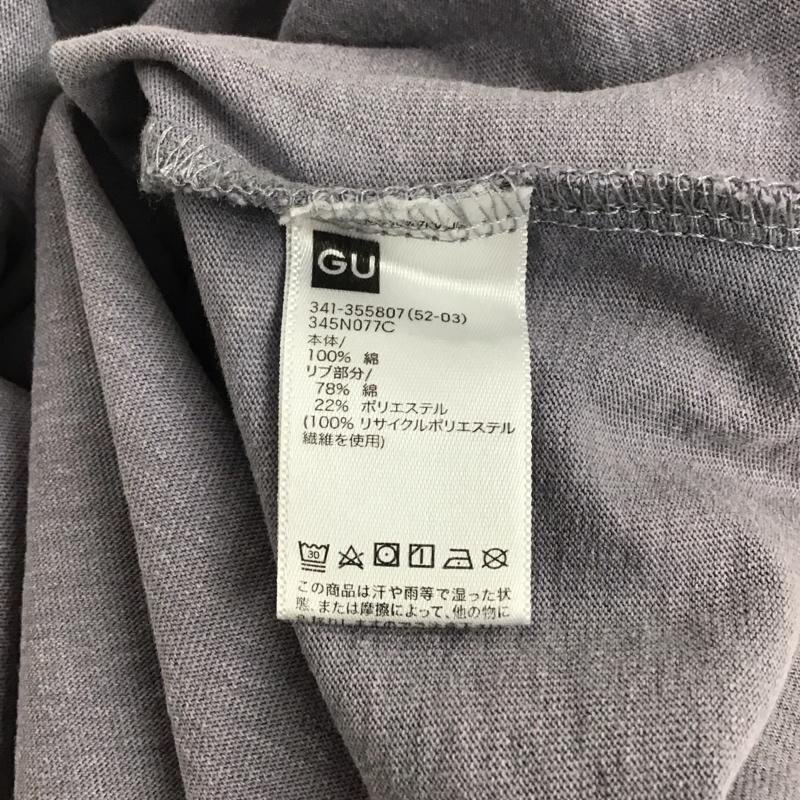 GU
341-355807(52-03)
345N077C
本体/
100% 綿
リブ部分/
78% 綿
22% ポリエステル
(100% リサイクルポリエステル
繊維を使用)
30
この商品は汗や雨等で湿った状
態、または摩擦によって、他の物に